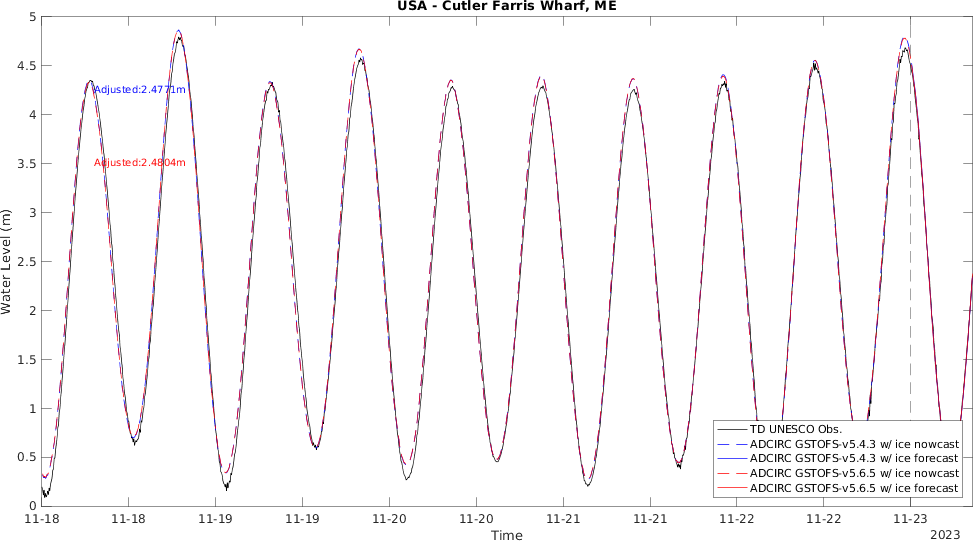 USA - Cutler Farris Wharf, ME
5
4.5
4
3.5
3
2.5
2
1.5
1
0.5
0
Water Level (m)
Adjusted:2.4771m
Adjusted:2.4804m
TD UNESCO Obs.
ADCIRC GSTOFS-v5.4.3 w/ ice nowcast
ADCIRC GSTOFS-v5.4.3 w/ ice forecast
ADCIRC GSTOFS-v5.6.5 w/ ice nowcast
ADCIRC GSTOFS-v5.6.5 w/ ice forecast
11-18 11-18 11-19 11-19 11-20 11-20 11-21 11-21 11-22 11-22 11-23
Time
2023